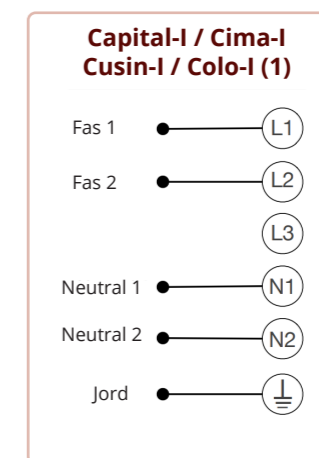 Capital-I / Cima-I
Cusin-I / Colo-I (1)
Fas 1 L1
Fas 2 L2
L3
Neutral 1 N1
Neutral 2 N2
Jord